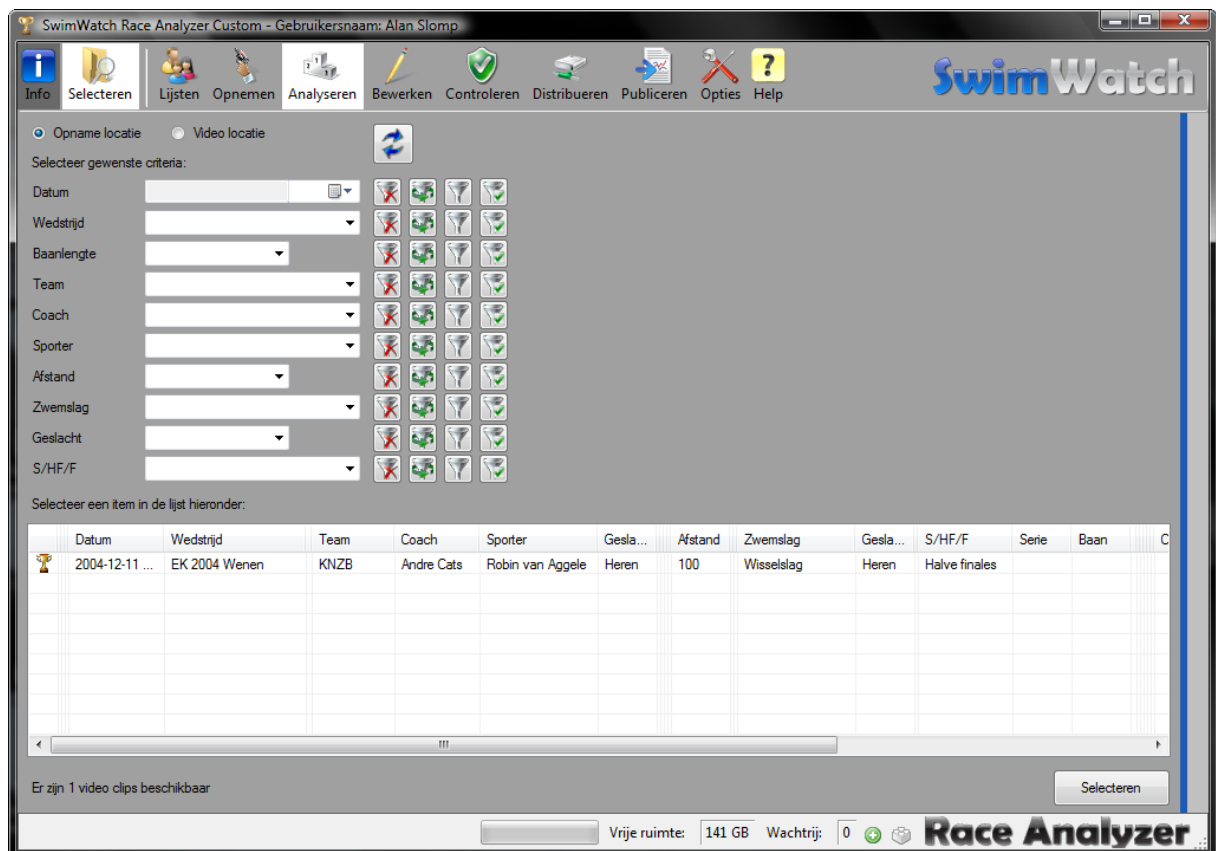 SwimWatch Race Analyzer Custom - Gebruikersnaam: Alan Slomp
Info Selecteren Lijsten Opnemen Analyseren Bewerken Controleren Distribueren Publiceren Opties Help
SwimWatch
Opname locatie Video locatie
Selecteer gewenste criteria:
Datum
Wedstrijd
Baanlengte
Team
Coach
Sporter
Afstand
Zwemslag
Geslacht
S/HF/F
Selecteer een item in de lijst hieronder:
Datum Wedstrijd Team Coach Sporter Gesla... Afstand Zwemslag Gesla... S/HF/F Serie Baan C
2004-12-11 ... EK 2004 Wenen KNZB Andre Cats Robin van Aggele Heren 100 Wisselslag Heren Halve finales
Er zijn 1 video clips beschikbaar
Selecteren
Vrije ruimte: 141 GB Wachtrij: 0
Race Analyzer